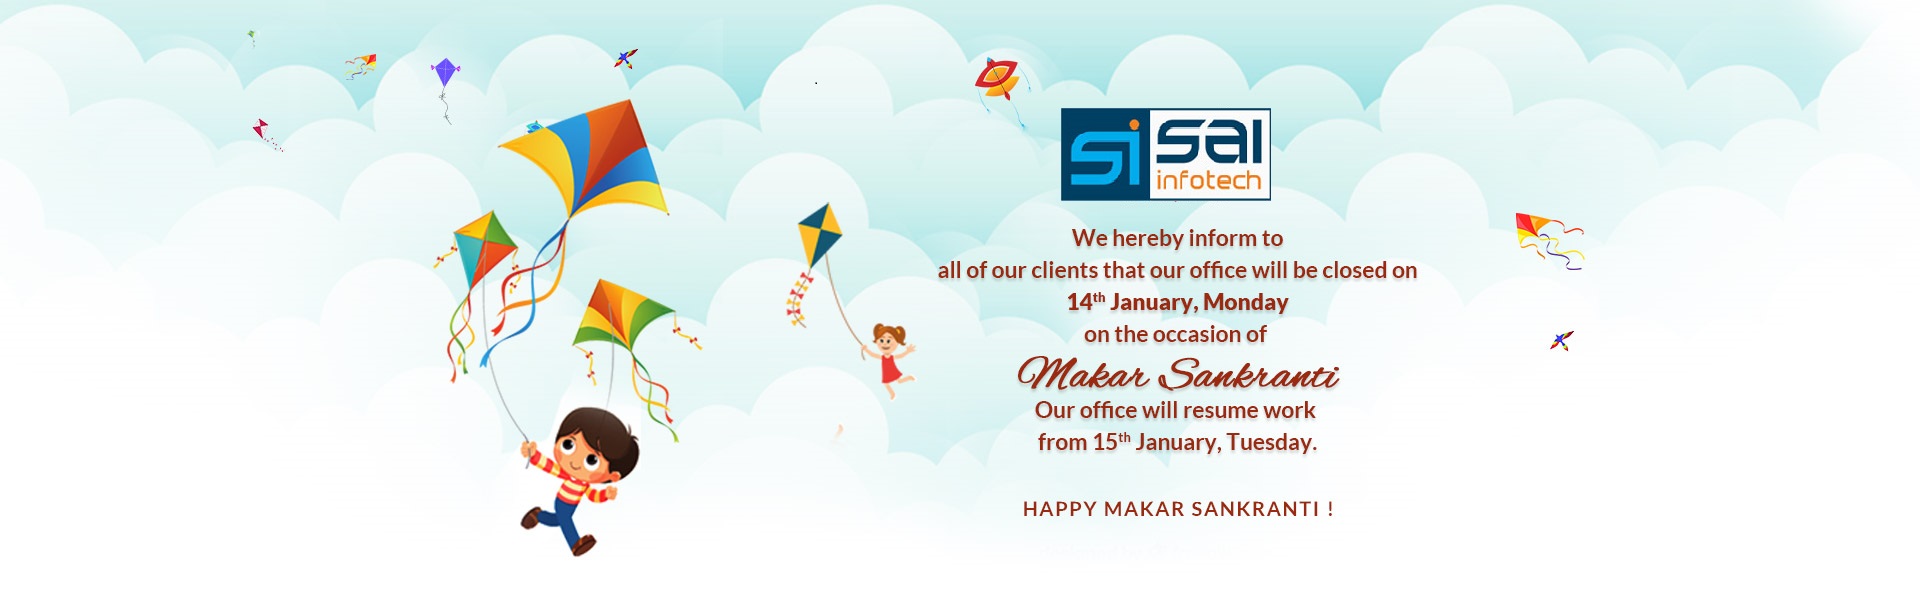 si sai
infotech
We hereby inform to
all of our clients that our office will be closed on
14th January, Monday
on the occasion of
Makar Sankranti
Our office will resume work
from 15th January, Tuesday.
HAPPY MAKAR SANKRANTI !